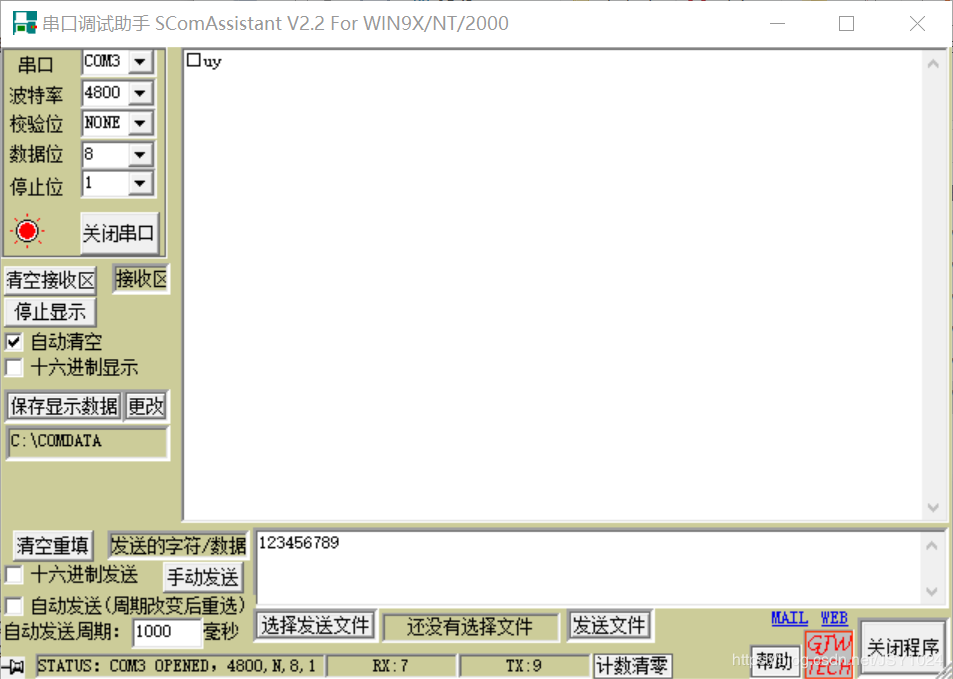 串口调试助手 SComAssistant V2.2 For WIN9X/NT/2000
串口 COM3
波特率 4800
校验位 NONE
数据位 8
停止位 1
关闭串口
清空接收区 接收区
停止显示
自动清空
十六进制显示
保存显示数据 更改
C:\COMDATA
□uy
清空重填 发送的字符/数据
123456789
十六进制发送 手动发送
自动发送(周期改变后重选)
自动发送周期: 1000 毫秒
选择发送文件 还没有选择文件 发送文件
MAIL WEB
帮助
GJW
TECH
关闭程序
STATUS: COM3 OPENED, 4800,N,8,1 RX:7 TX:9 计数清零